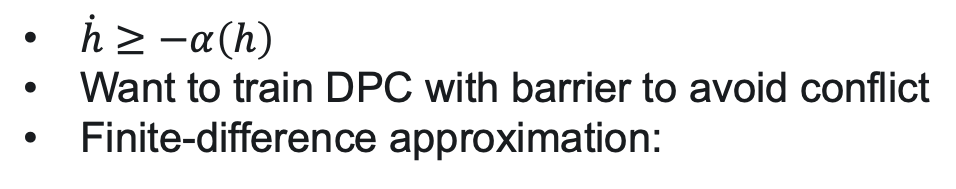 • ḣ ≥ −α(h)
• Want to train DPC with barrier to avoid conflict
• Finite-difference approximation: